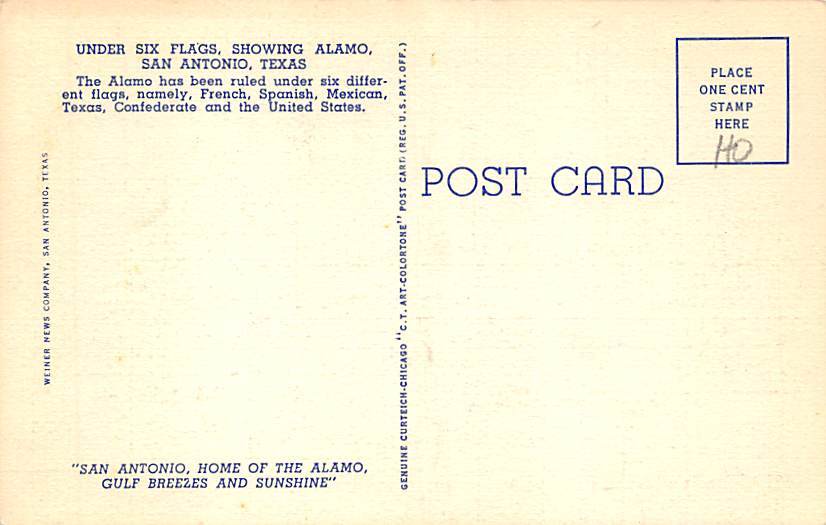 UNDER SIX FLAGS, SHOWING ALAMO,
SAN ANTONIO, TEXAS
The Alamo has been ruled under six differ-
ent flags, namely, French, Spanish, Mexican,
Texas, Confederate and the United States.
WEINER NEWS COMPANY, SAN ANTONIO, TEXAS
"SAN ANTONIO, HOME OF THE ALAMO,
GULF BREEZES AND SUNSHINE"
GENUINE CURTEICH-CHICAGO "C.T. ART-COLORTONE" POST CARD (REG. U.S. PAT. OFF.)
POST CARD
PLACE
ONE CENT
STAMP
HERE